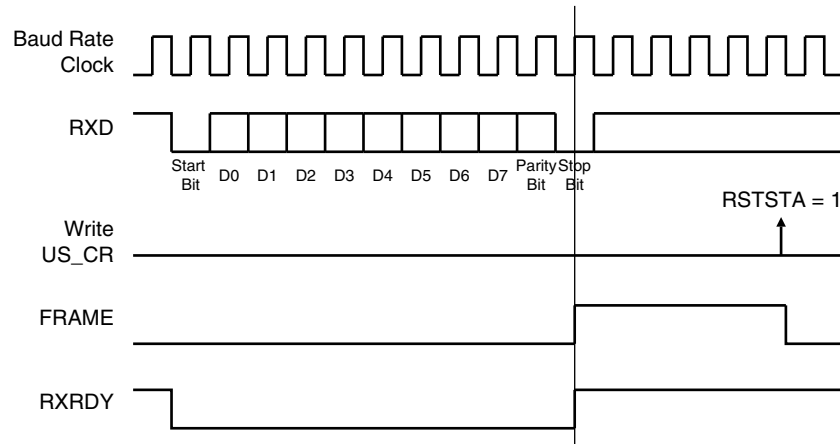 Baud Rate
Clock
RXD
Start
Bit
D0
D1
D2
D3
D4
D5
D6
D7
Parity
Bit
Stop
Bit
RSTSTA = 1
Write
US_CR
FRAME
RXRDY